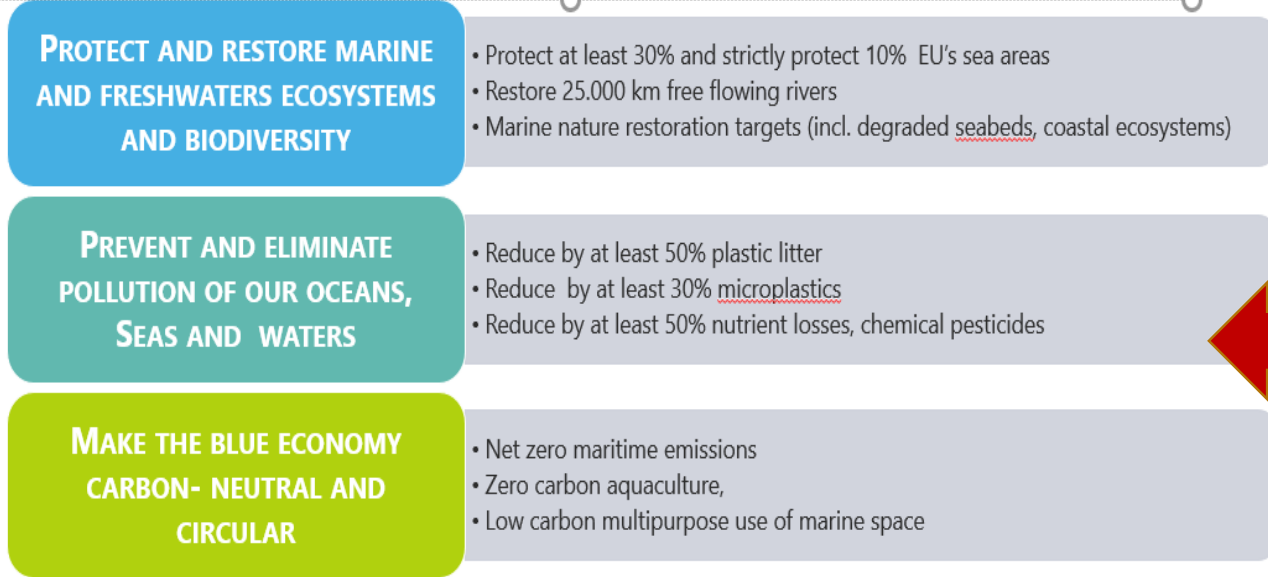 PROTECT AND RESTORE MARINE
AND FRESHWATERS ECOSYSTEMS
AND BIODIVERSITY
• Protect at least 30% and strictly protect 10%  EU's sea areas
• Restore 25.000 km free flowing rivers
• Marine nature restoration targets (incl. degraded seabeds, coastal ecosystems)
PREVENT AND ELIMINATE
POLLUTION OF OUR OCEANS,
SEAS AND  WATERS
• Reduce by at least 50% plastic litter
• Reduce  by at least 30% microplastics
• Reduce by at least 50% nutrient losses, chemical pesticides
MAKE THE BLUE ECONOMY
CARBON- NEUTRAL AND
CIRCULAR
• Net zero maritime emissions
• Zero carbon aquaculture,
• Low carbon multipurpose use of marine space